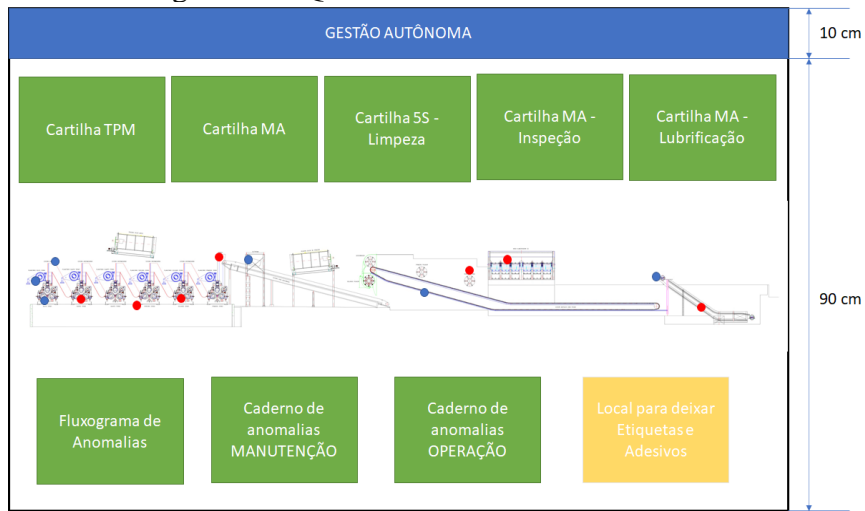 GESTÃO AUTÔNOMA
10 cm
Cartilha TPM
Cartilha MA
Cartilha 5S -
Limpeza
Cartilha MA -
Inspeção
Cartilha MA -
Lubrificação
90 cm
Fluxograma de
Anomalias
Caderno de
anomalias
MANUTENÇÃO
Caderno de
anomalias
OPERAÇÃO
Local para deixar
Etiquetas e
Adesivos